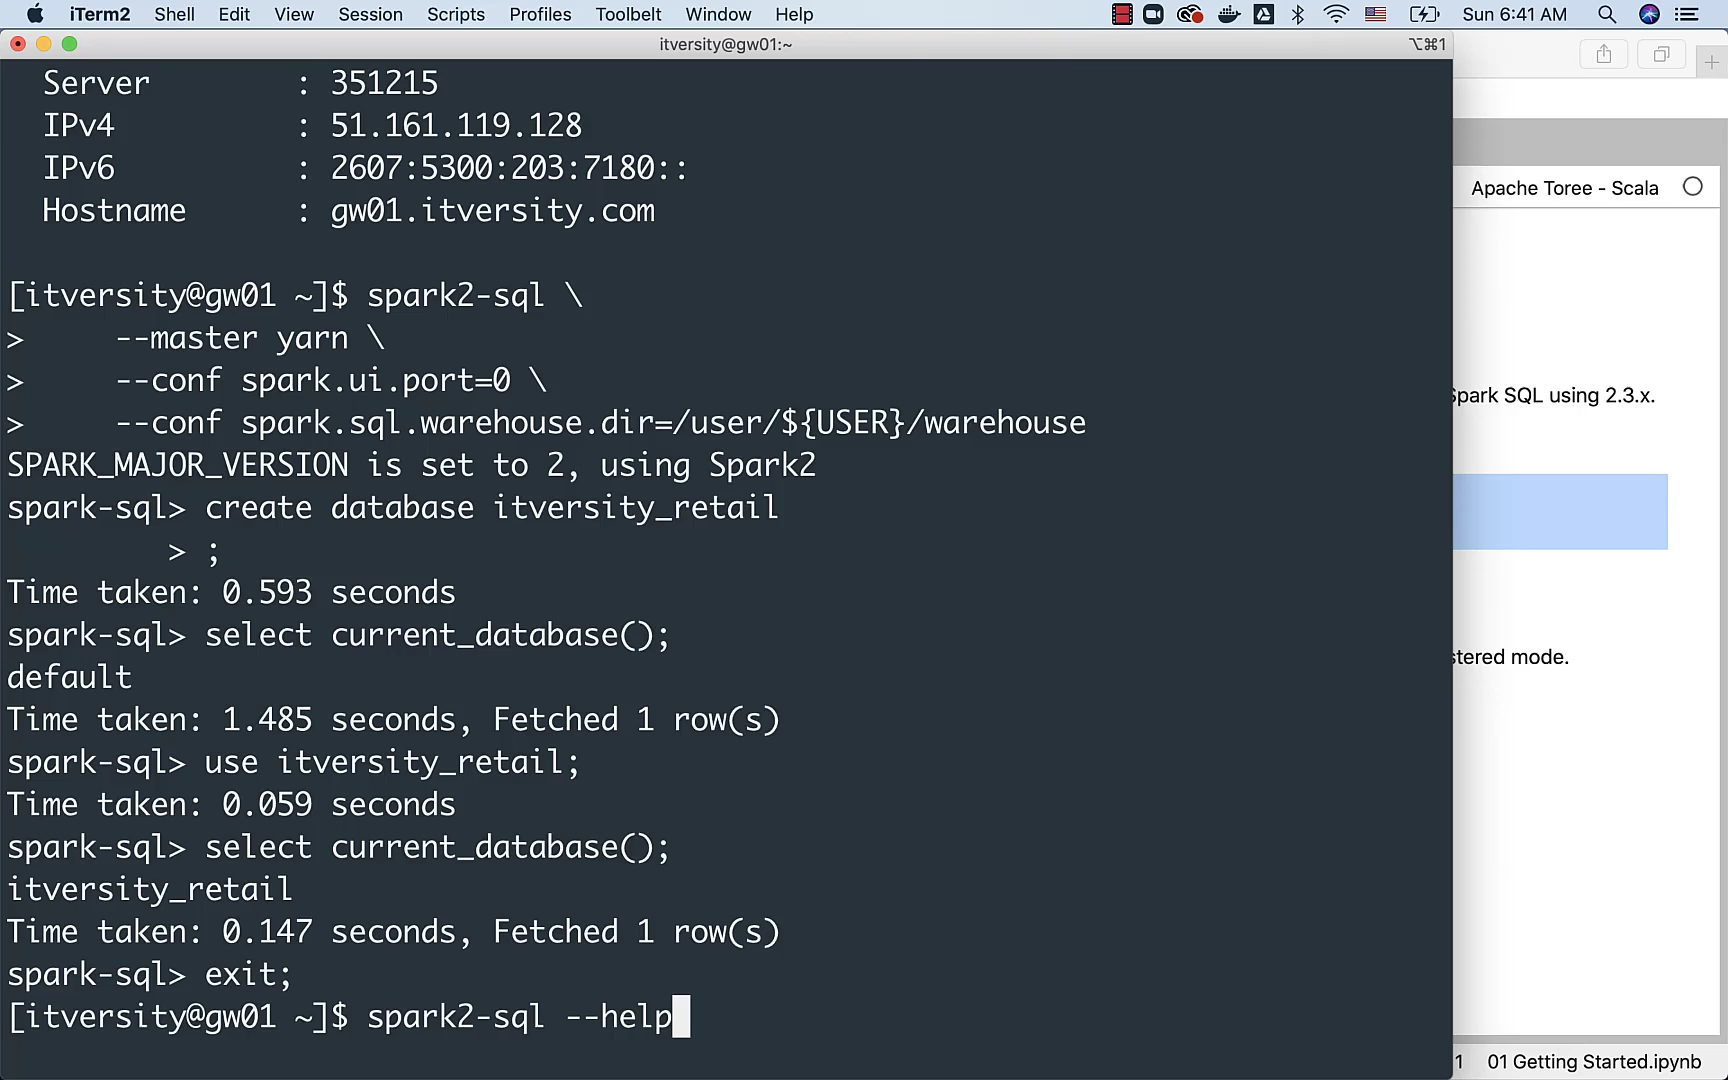 iTerm2 Shell Edit View Session Scripts Profiles Toolbelt Window Help Sun 6:41 AM
itversity@gw01:~ ⌥⌘1
Server : 351215
IPv4 : 51.161.119.128
IPv6 : 2607:5300:203:7180::
Hostname : gw01.itversity.com
[itversity@gw01 ~]$ spark2-sql \
> --master yarn \
> --conf spark.ui.port=0 \
> --conf spark.sql.warehouse.dir=/user/${USER}/warehouse
SPARK_MAJOR_VERSION is set to 2, using Spark2
spark-sql> create database itversity_retail
> ;
Time taken: 0.593 seconds
spark-sql> select current_database();
default
Time taken: 1.485 seconds, Fetched 1 row(s)
spark-sql> use itversity_retail;
Time taken: 0.059 seconds
spark-sql> select current_database();
itversity_retail
Time taken: 0.147 seconds, Fetched 1 row(s)
spark-sql> exit;
[itversity@gw01 ~]$ spark2-sql --help
Apache Toree - Scala
Spark SQL using 2.3.x.
stered mode.
1 01 Getting Started.ipynb